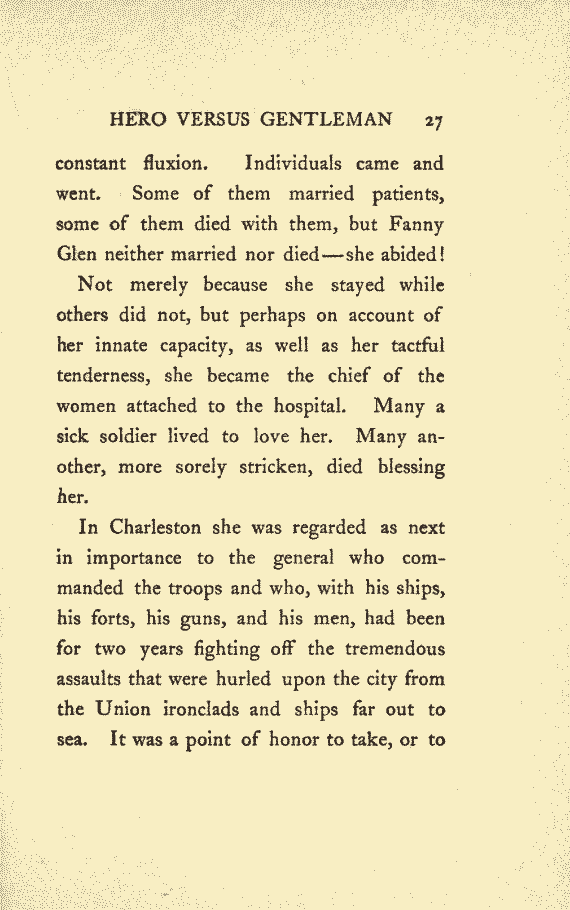 HERO VERSUS GENTLEMAN 27
constant fluxion. Individuals came and
went. Some of them married patients,
some of them died with them, but Fanny
Glen neither married nor died—she abided!
Not merely because she stayed while
others did not, but perhaps on account of
her innate capacity, as well as her tactful
tenderness, she became the chief of the
women attached to the hospital. Many a
sick soldier lived to love her. Many an-
other, more sorely stricken, died blessing
her.
In Charleston she was regarded as next
in importance to the general who com-
manded the troops and who, with his ships,
his forts, his guns, and his men, had been
for two years fighting off the tremendous
assaults that were hurled upon the city from
the Union ironclads and ships far out to
sea. It was a point of honor to take, or to